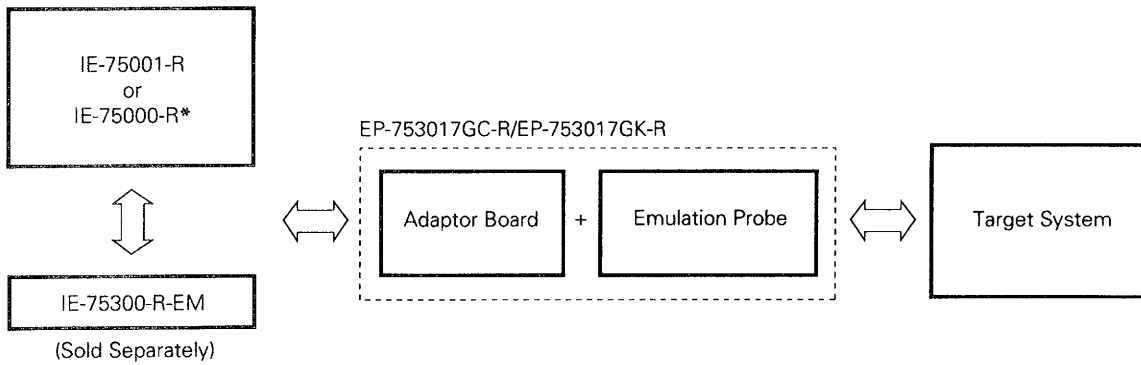 IE-75001-R
or
IE-75000-R*
EP-753017GC-R/EP-753017GK-R
Adaptor Board
+
Emulation Probe
Target System
IE-75300-R-EM
(Sold Separately)